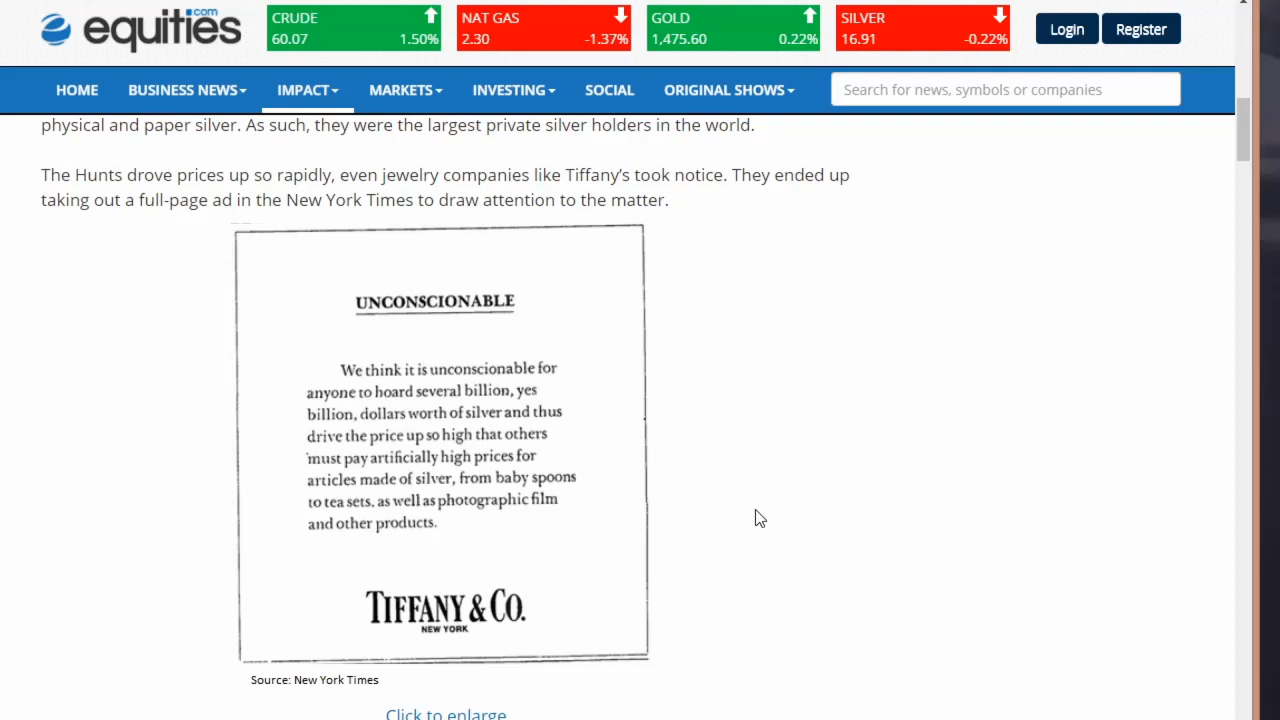 .com
equities
CRUDE
60.07 1.50%
NAT GAS
2.30 -1.37%
GOLD
1,475.60 0.22%
SILVER
16.91 -0.22%
Login
Register
HOME BUSINESS NEWS IMPACT MARKETS INVESTING SOCIAL ORIGINAL SHOWS
Search for news, symbols or companies
physical and paper silver. As such, they were the largest private silver holders in the world.
The Hunts drove prices up so rapidly, even jewelry companies like Tiffany’s took notice. They ended up
taking out a full-page ad in the New York Times to draw attention to the matter.
UNCONSCIONABLE
We think it is unconscionable for
anyone to hoard several billion, yes
billion, dollars worth of silver and thus
drive the price up so high that others
must pay artificially high prices for
articles made of silver, from baby spoons
to tea sets, as well as photographic film
and other products.
TIFFANY & CO.
NEW YORK
Source: New York Times
Click to enlarge